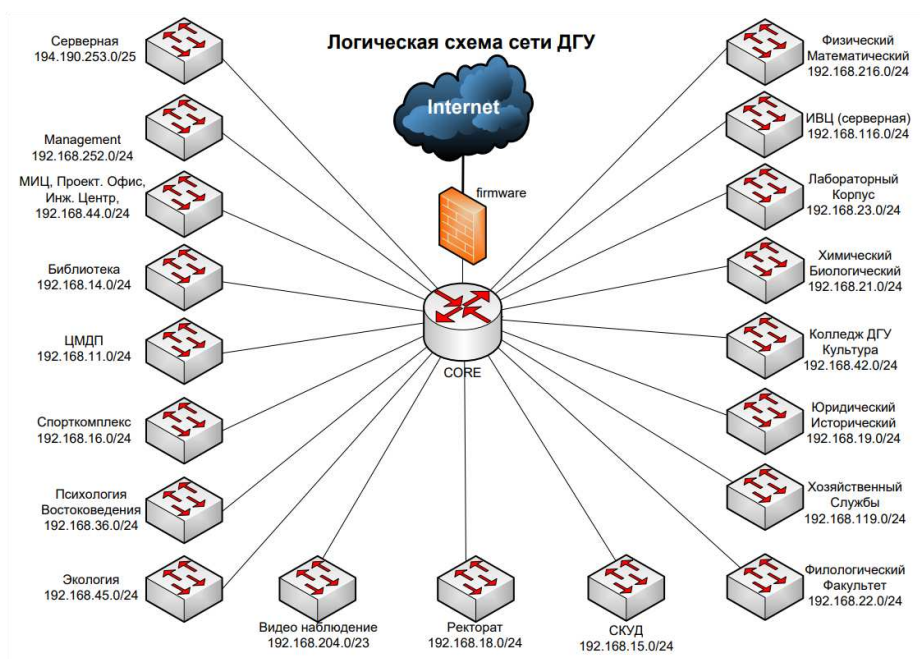 Логическая схема сети ДГУ
Internet
firmware
CORE
Серверная
194.190.253.0/25
Management
192.168.252.0/24
МИЦ, Проект. Офис,
Инж. Центр,
192.168.44.0/24
Библиотека
192.168.14.0/24
ЦМДП
192.168.11.0/24
Спорткомплекс
192.168.16.0/24
Психология
Востоковедения
192.168.36.0/24
Экология
192.168.45.0/24
Видео наблюдение
192.168.204.0/23
Ректорат
192.168.18.0/24
СКУД
192.168.15.0/24
Физический
Математический
192.168.216.0/24
ИВЦ (серверная)
192.168.116.0/24
Лабораторный
Корпус
192.168.23.0/24
Химический
Биологический
192.168.21.0/24
Колледж ДГУ
Культура
192.168.42.0/24
Юридический
Исторический
192.168.19.0/24
Хозяйственный
Службы
192.168.119.0/24
Филологический
Факультет
192.168.22.0/24